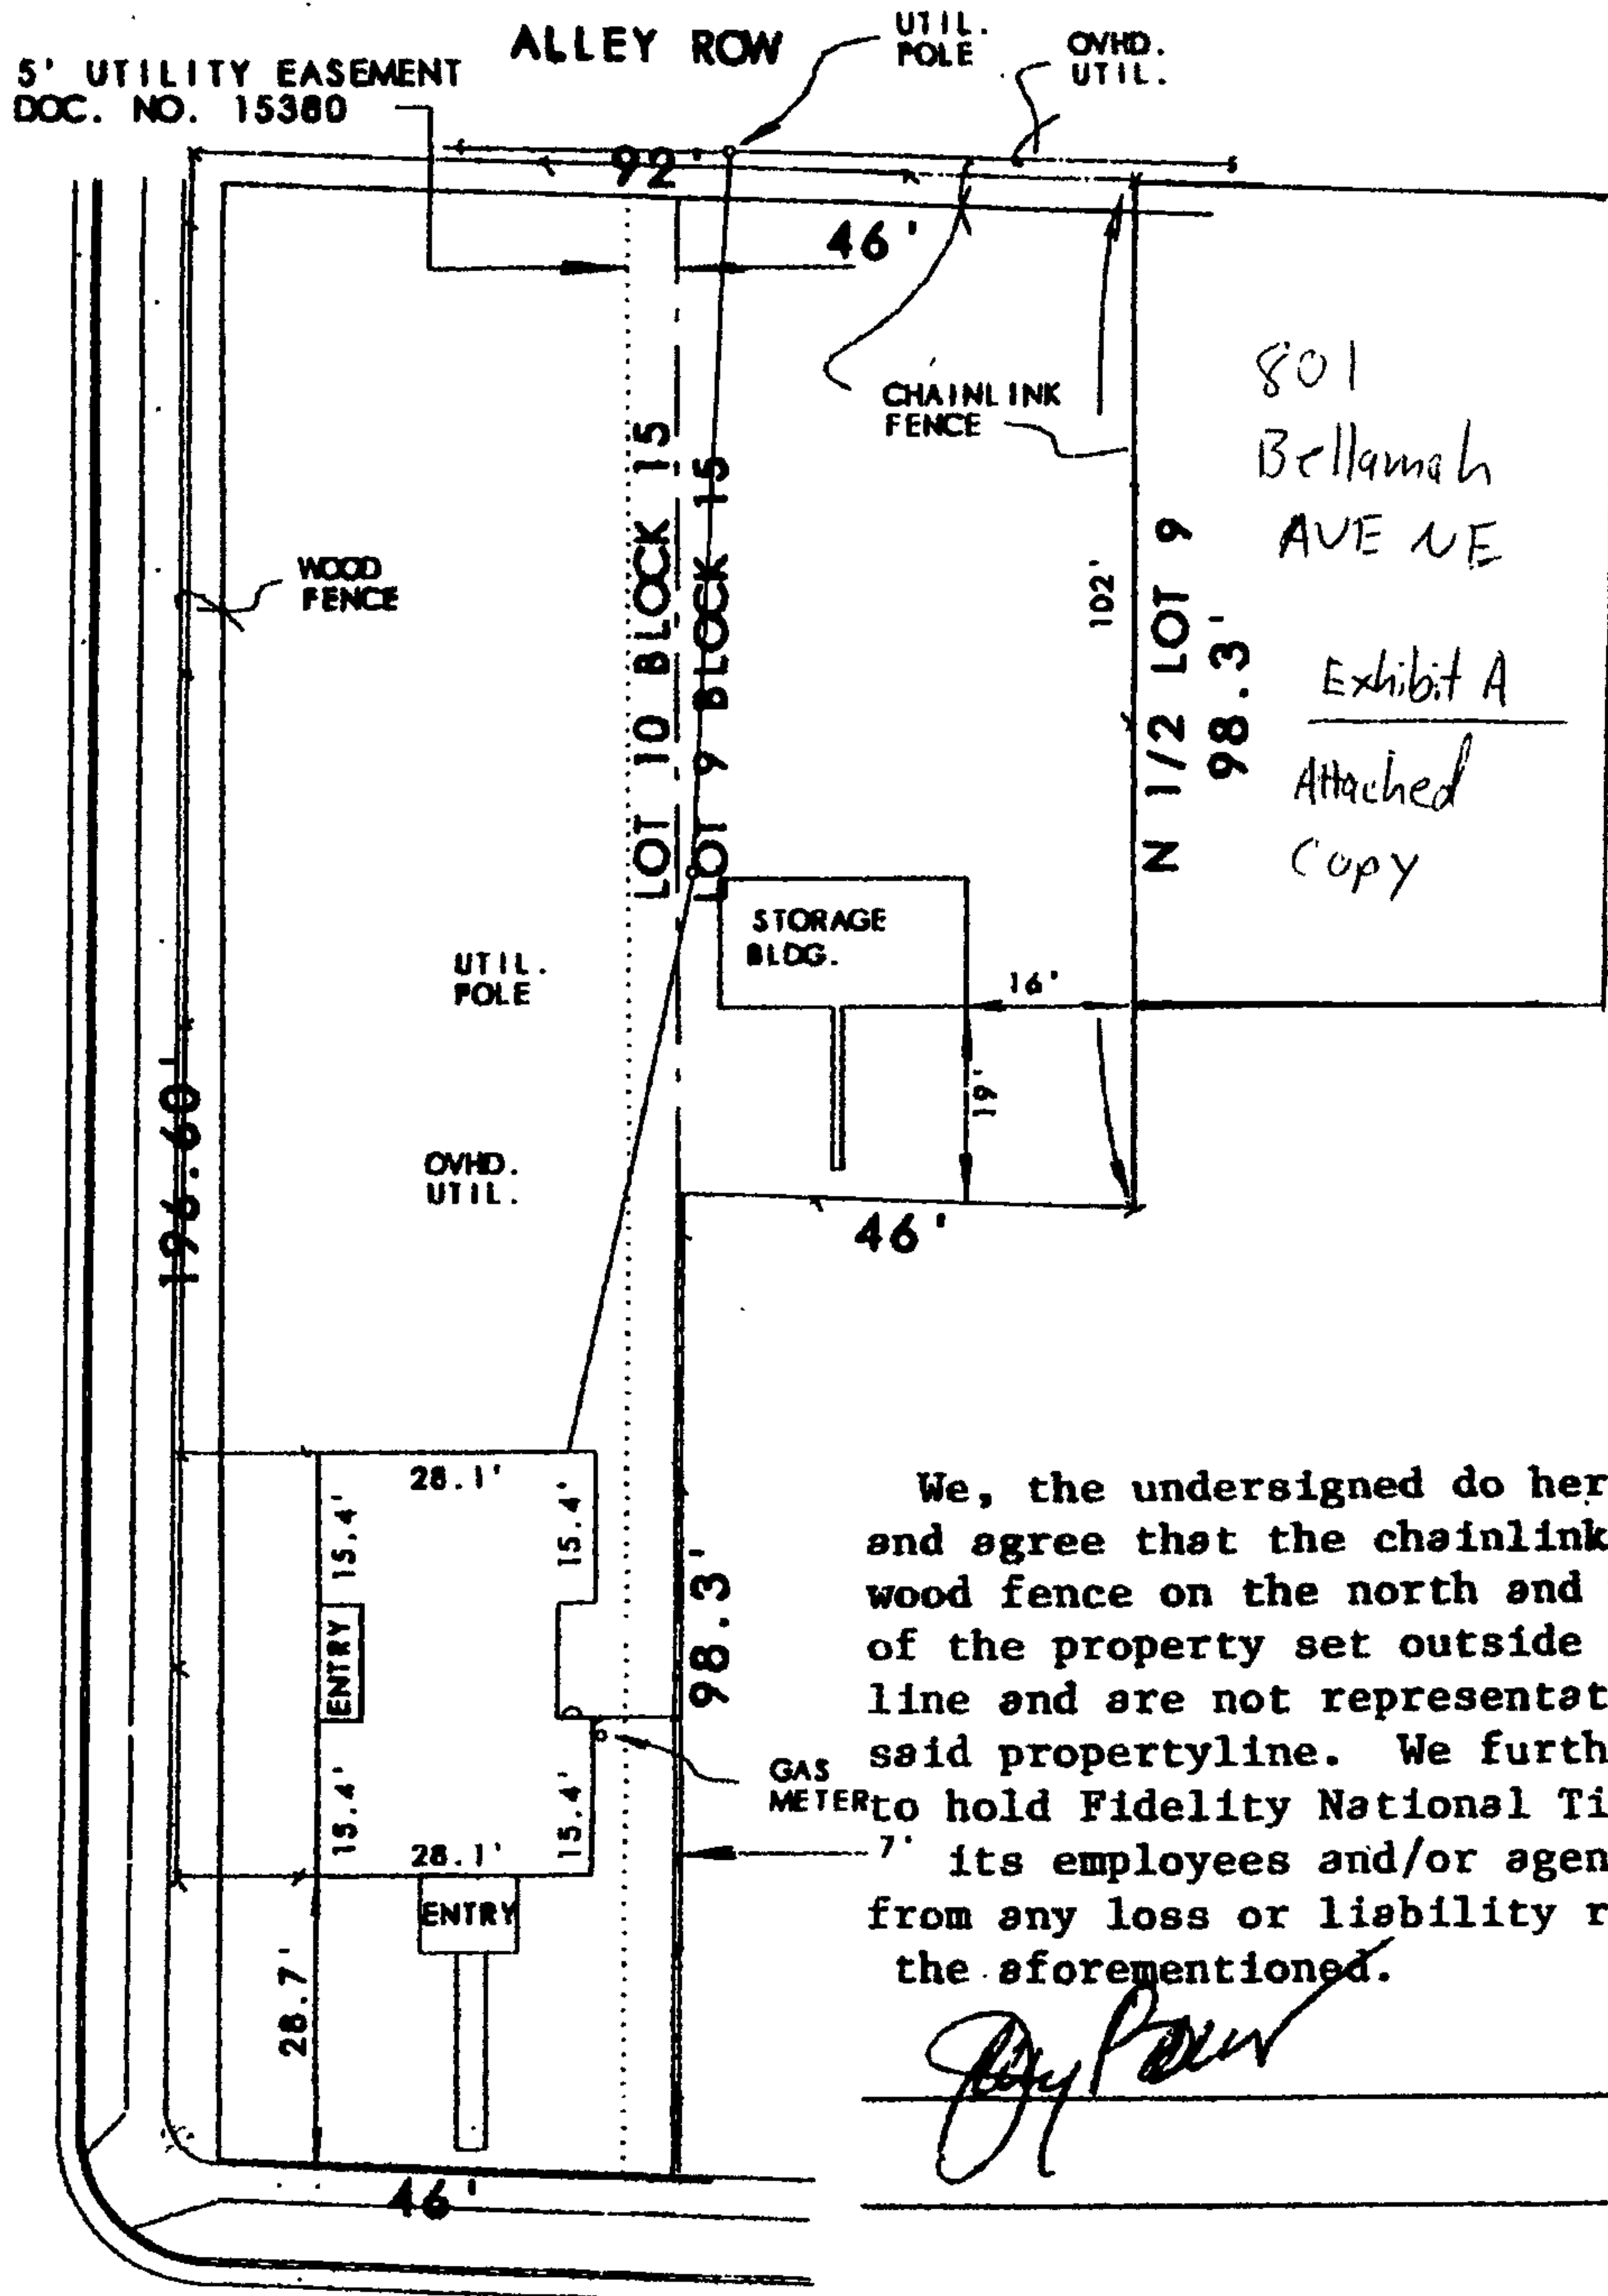 ALLEY ROW
UTIL.
POLE
OVHD.
UTIL.
5' UTILITY EASEMENT
DOC. NO. 15380
92'
46'
CHAINLINK
FENCE
801
Bellamah
AVE NE
Exhibit A
Attached
Copy
WOOD
FENCE
LOT 10 BLOCK 15
LOT 9 BLOCK 15
102'
N 1/2 LOT 9
98.3'
STORAGE
BLDG.
16'
19'
UTIL.
POLE
OVHD.
UTIL.
196.60'
46'
28.1'
15.4'
15.4'
ENTRY
98.3'
GAS
METER
15.4'
15.4'
28.1'
7'
ENTRY
28.7'
46'
We, the undersigned do her
and agree that the chainlink
wood fence on the north and
of the property set outside
line and are not representat
said propertyline. We furth
to hold Fidelity National Ti
its employees and/or agen
from any loss or liability r
the aforementioned.